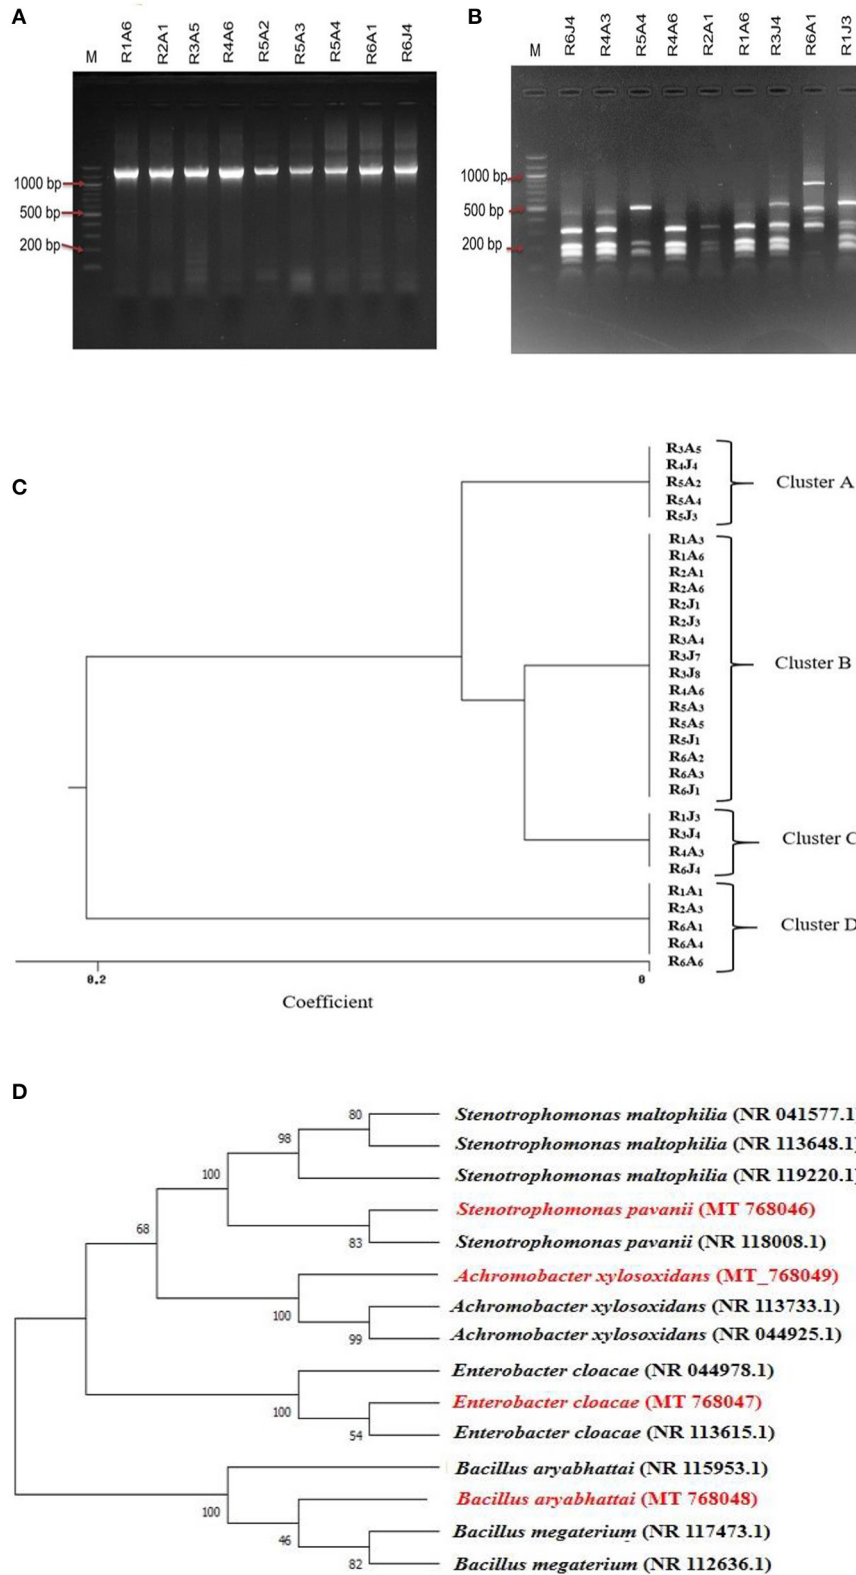 A
M R1A6 R2A1 R3A5 R4A6 R5A2 R5A3 R5A4 R6A1 R6J4
1000 bp
500 bp
200 bp
B
M R6J4 R4A3 R5A4 R4A6 R2A1 R1A6 R3J4 R6A1 R1J3
1000 bp
500 bp
200 bp
C
R3A5
R4J4
R5A2
R5A4
R5J3
Cluster A
R1A3
R1A6
R2A1
R2A6
R2J1
R2J3
R3A4
R3J7
R3J8
R4A6
R5A3
R5A5
R5J1
R6A2
R6A3
R6J1
Cluster B
R1J3
R3J4
R4A3
R6J4
Cluster C
R1A1
R2A3
R6A1
R6A4
R6A6
Cluster D
0.2 0
Coefficient
D
80 Stenotrophomonas maltophilia (NR 041577.1)
Stenotrophomonas maltophilia (NR 113648.1)
98
Stenotrophomonas maltophilia (NR 119220.1)
100
Stenotrophomonas pavanii (MT 768046)
83 Stenotrophomonas pavanii (NR 118008.1)
68
Achromobacter xylosoxidans (MT_768049)
100 Achromobacter xylosoxidans (NR 113733.1)
99 Achromobacter xylosoxidans (NR 044925.1)
Enterobacter cloacae (NR 044978.1)
100 Enterobacter cloacae (MT 768047)
54 Enterobacter cloacae (NR 113615.1)
Bacillus aryabhattai (NR 115953.1)
100 Bacillus aryabhattai (MT 768048)
46 Bacillus megaterium (NR 117473.1)
82 Bacillus megaterium (NR 112636.1)